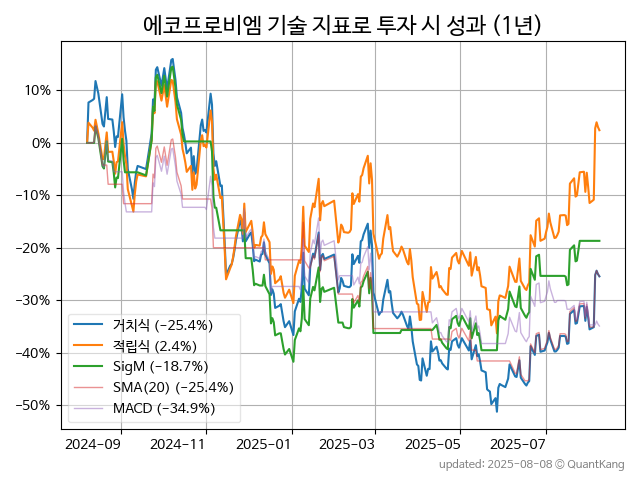 에코프로비엠 기술 지표로 투자 시 성과 (1년)
10%
0%
−10%
−20%
−30%
−40%
−50%
거치식 (−25.4%)
적립식 (2.4%)
SigM (−18.7%)
SMA(20) (−25.4%)
MACD (−34.9%)
2024-09
2024-11
2025-01
2025-03
2025-05
2025-07
updated: 2025-08-08 © QuantKang